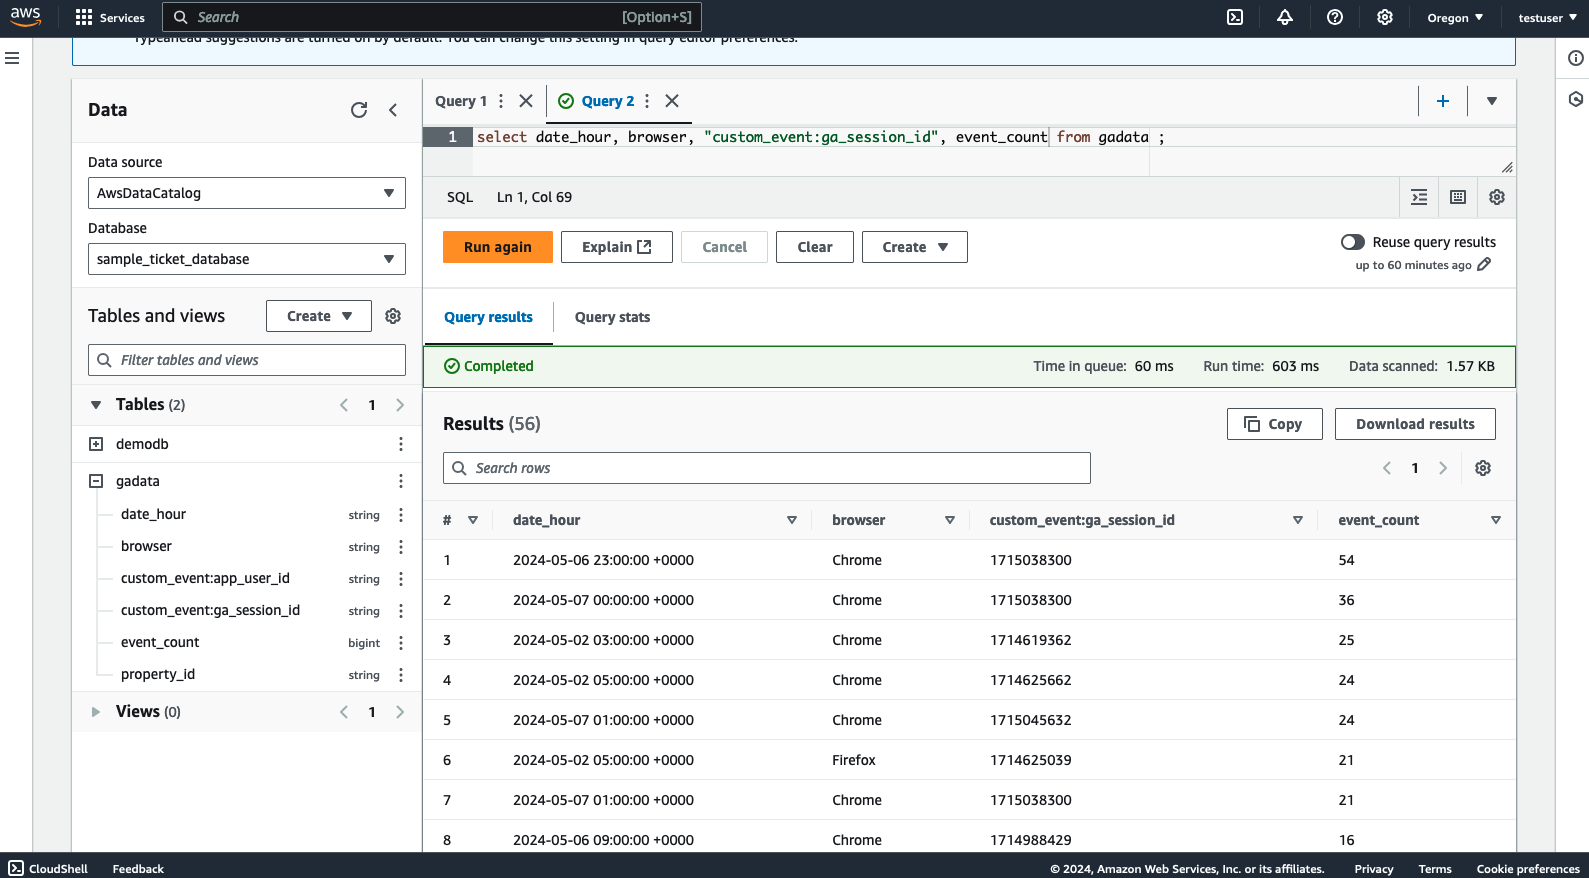 aws
Services
Search
[Option+S]
Oregon
testuser
Typeahead suggestions are turned on by default. You can change this setting in query editor preferences.
Data
Data source
AwsDataCatalog
Database
sample_ticket_database
Tables and views
Create
Filter tables and views
Tables (2)
1
demodb
gadata
date_hour string
browser string
custom_event:app_user_id string
custom_event:ga_session_id string
event_count bigint
property_id string
Views (0)
1
Query 1
Query 2
1 select date_hour, browser, "custom_event:ga_session_id", event_count from gadata ;
SQL Ln 1, Col 69
Run again
Explain
Cancel
Clear
Create
Reuse query results
up to 60 minutes ago
Query results
Query stats
Completed
Time in queue: 60 ms Run time: 603 ms Data scanned: 1.57 KB
Results (56)
Copy
Download results
Search rows
1
# date_hour browser custom_event:ga_session_id event_count
1 2024-05-06 23:00:00 +0000 Chrome 1715038300 54
2 2024-05-07 00:00:00 +0000 Chrome 1715038300 36
3 2024-05-02 03:00:00 +0000 Chrome 1714619362 25
4 2024-05-02 05:00:00 +0000 Chrome 1714625662 24
5 2024-05-07 01:00:00 +0000 Chrome 1715045632 24
6 2024-05-02 05:00:00 +0000 Firefox 1714625039 21
7 2024-05-07 01:00:00 +0000 Chrome 1715038300 21
8 2024-05-06 09:00:00 +0000 Chrome 1714988429 16
CloudShell
Feedback
© 2024, Amazon Web Services, Inc. or its affiliates.
Privacy
Terms
Cookie preferences